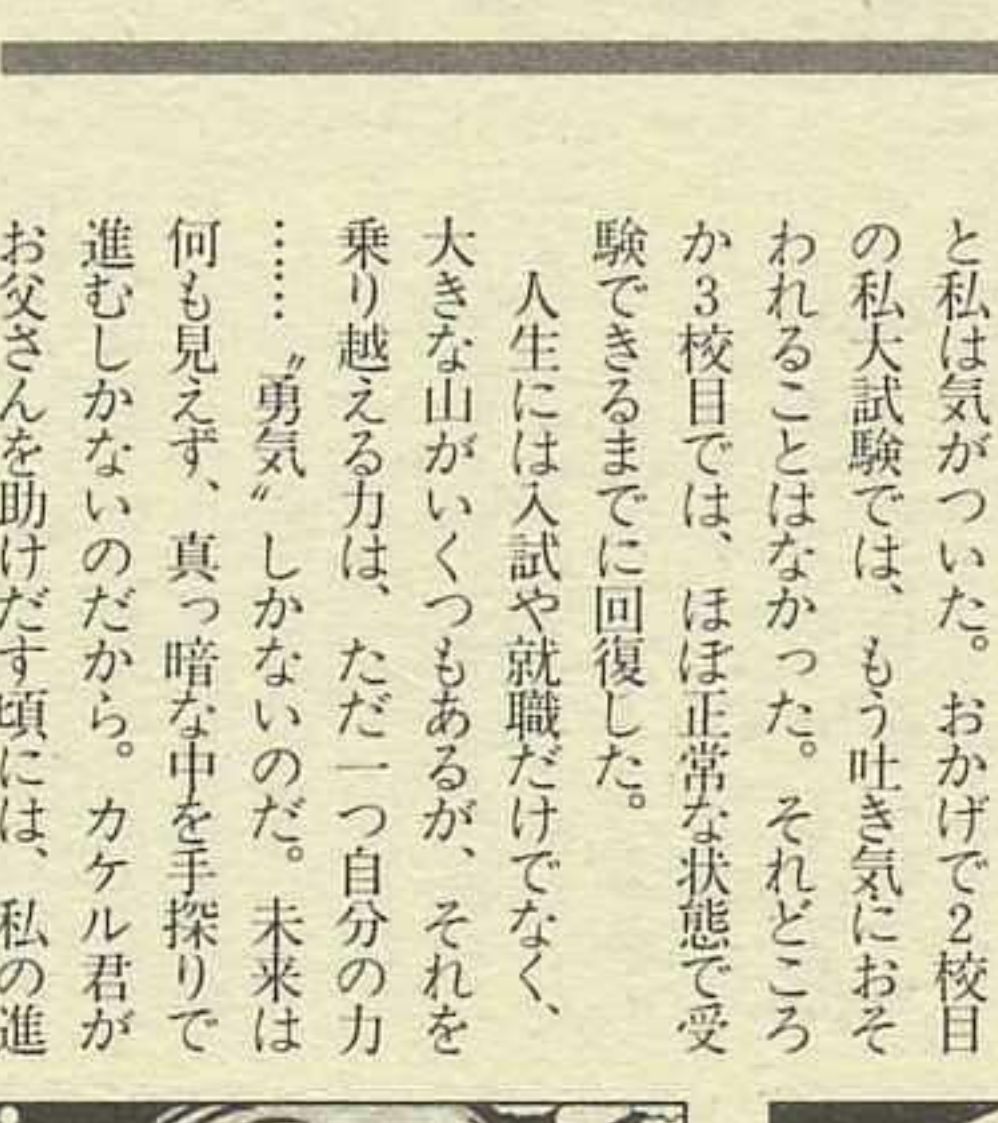 と私は気がついた。おかげで2校目
の私大試験では、もう吐き気におそ
われることはなかった。それどころ
か3校目では、ほぼ正常な状態で受
験できるまでに回復した。
人生には入試や就職だけでなく、
大きな山がいくつもあるが、それを
乗り越える力は、ただ一つ自分の力
……〝勇気〟しかないのだ。未来は
何も見えず、真っ暗な中を手探りで
進むしかないのだから。カケル君が
お父さんを助けだす頃には、私の進